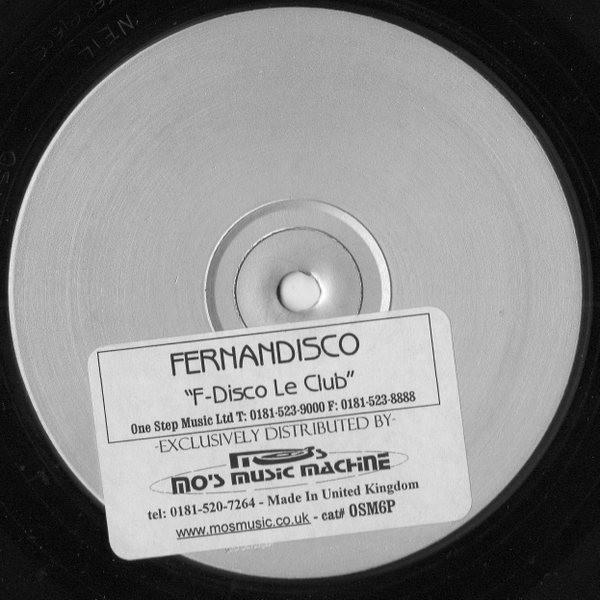 FERNANDISCO
"F-Disco Le Club"
One Step Music Ltd T: 0181-523-9000 F: 0181-523-8888
-EXCLUSIVELY DISTRIBUTED BY-
MO'S MUSIC MACHINE
tel: 0181-520-7264 - Made In United Kingdom
www.mosmusic.co.uk - cat# OSM6P
NEIL